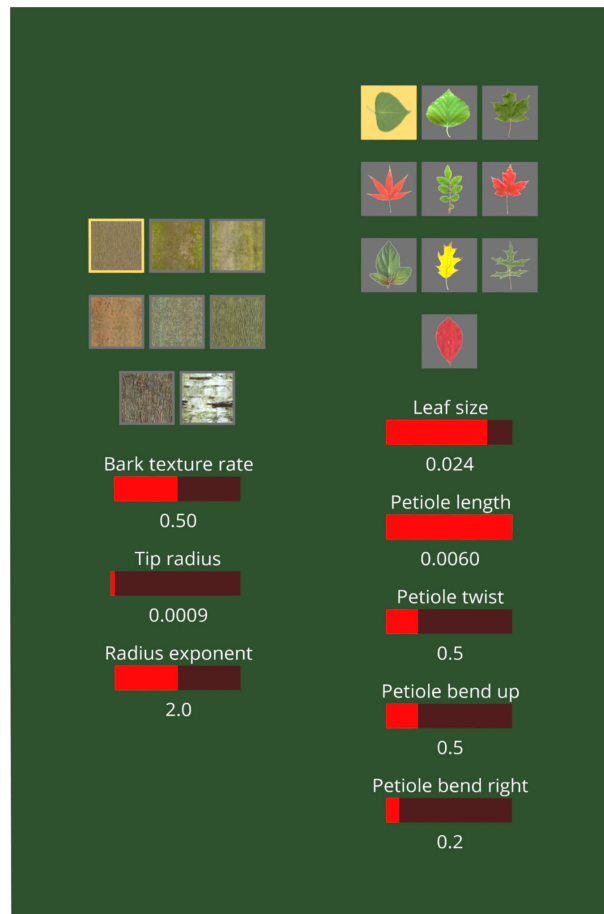 Bark texture rate
0.50
Tip radius
0.0009
Radius exponent
2.0
Leaf size
0.024
Petiole length
0.0060
Petiole twist
0.5
Petiole bend up
0.5
Petiole bend right
0.2